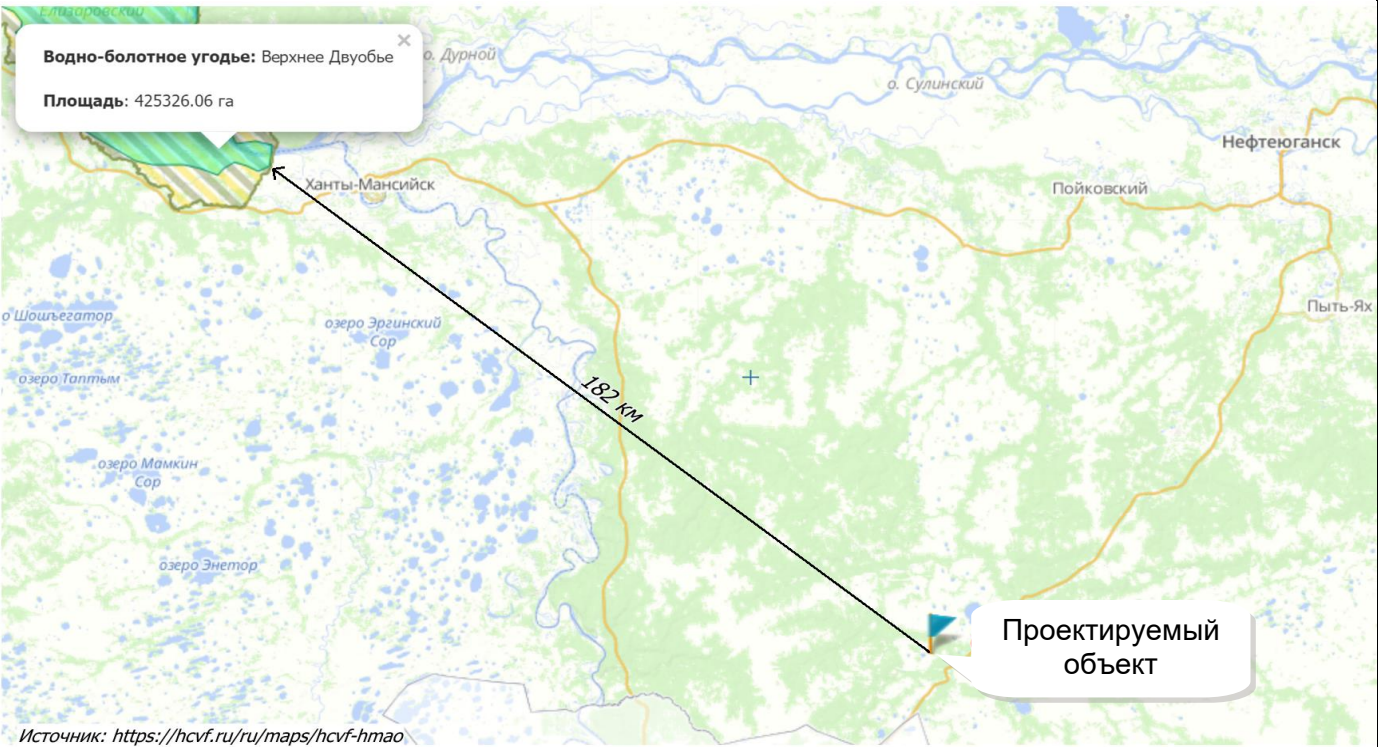 Елизаровский
Водно-болотное угодье: Верхнее Двуобье
×
Площадь: 425326.06 га
о. Дурной
о. Сулинский
Нефтеюганск
Ханты-Мансийск
Пойковский
Пыть-Ях
о Шошъегатор
озеро Эргинский
Сор
озеро Таптым
182 км
озеро Мамкин
Сор
озеро Энетор
Проектируемый
объект
Источник: https://hcvf.ru/ru/maps/hcvf-hmao